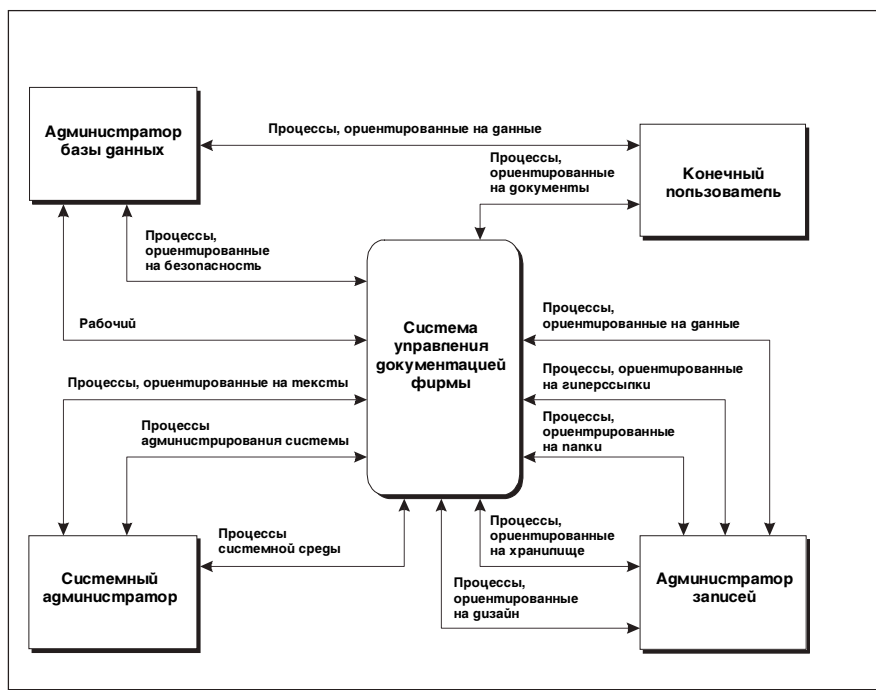 Администратор
базы данных
Процессы, ориентированные на данные
Процессы,
ориентированные
на документы
Конечный
пользователь
Процессы,
ориентированные
на безопасность
Рабочий
Система
управления
документацией
фирмы
Процессы,
ориентированные на данные
Процессы, ориентированные на тексты
Процессы, ориентированные
на гиперссылки
Процессы
администрирования системы
Процессы,
ориентрированные
на папки
Процессы
системной среды
Процессы,
ориентированные
на хранилище
Системный
администратор
Процессы,
ориентированные
на дизайн
Администратор
записей